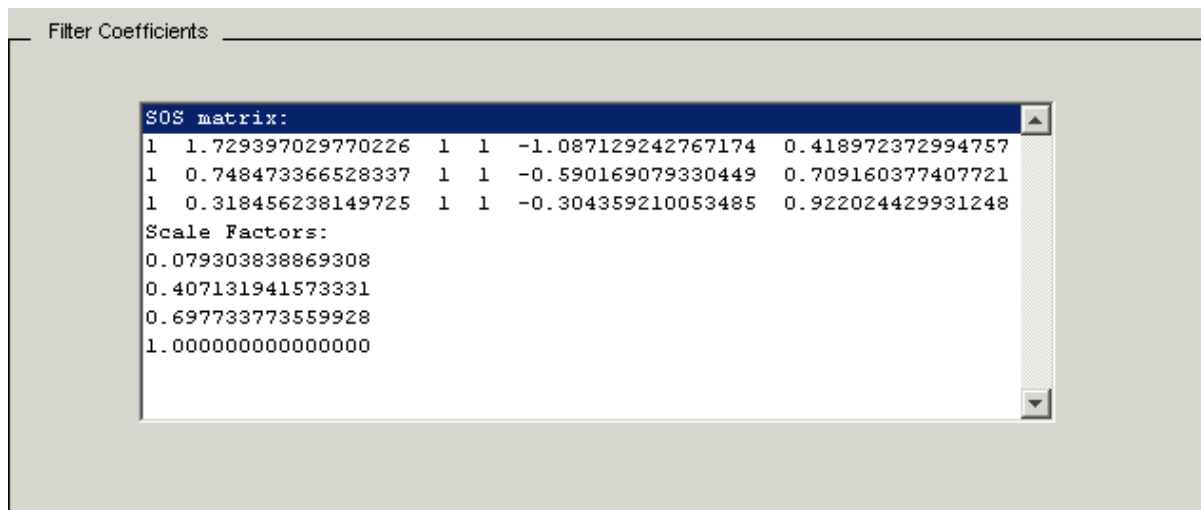 Filter Coefficients
SOS matrix:
1 1.729397029770226 1 1 -1.087129242767174 0.418972372994757
1 0.748473366528337 1 1 -0.590169079330449 0.709160377407721
1 0.318456238149725 1 1 -0.304359210053485 0.922024429931248
Scale Factors:
0.079303838869308
0.407131941573331
0.697733773559928
1.000000000000000